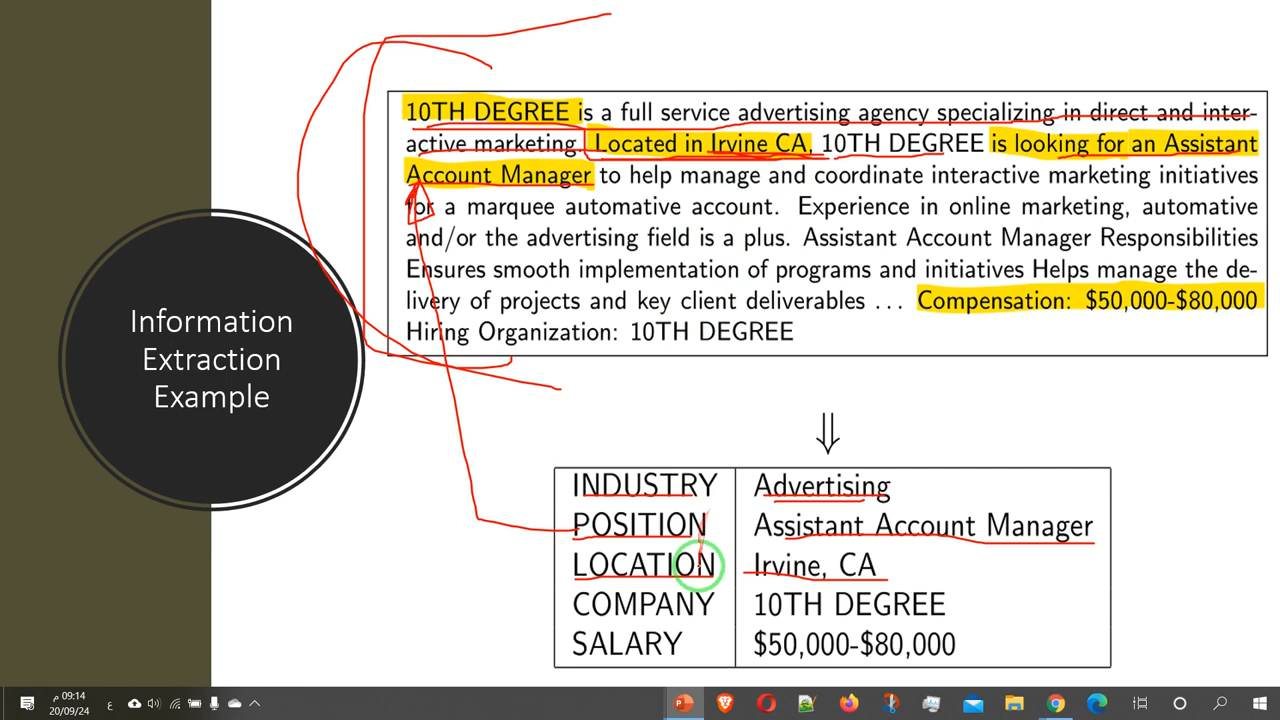 Information
Extraction
Example
10TH DEGREE is a full service advertising agency specializing in direct and inter-
active marketing. Located in Irvine CA, 10TH DEGREE is looking for an Assistant
Account Manager to help manage and coordinate interactive marketing initiatives
for a marquee automative account. Experience in online marketing, automative
and/or the advertising field is a plus. Assistant Account Manager Responsibilities
Ensures smooth implementation of programs and initiatives Helps manage the de-
livery of projects and key client deliverables ... Compensation: $50,000-$80,000
Hiring Organization: 10TH DEGREE
⇓
INDUSTRY Advertising
POSITION Assistant Account Manager
LOCATION Irvine, CA
COMPANY 10TH DEGREE
SALARY $50,000-$80,000
09:14 م
20/09/24
ع